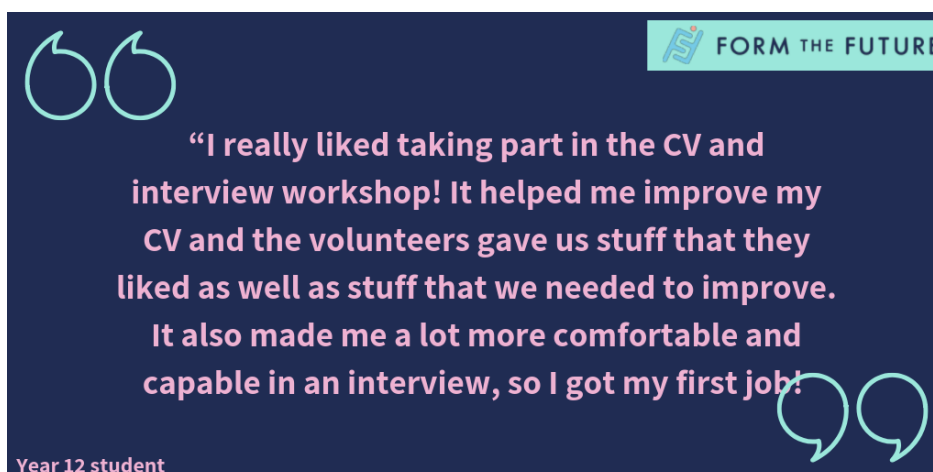 FORM THE FUTURE
“I really liked taking part in the CV and
interview workshop! It helped me improve my
CV and the volunteers gave us stuff that they
liked as well as stuff that we needed to improve.
It also made me a lot more comfortable and
capable in an interview, so I got my first job!
Year 12 student